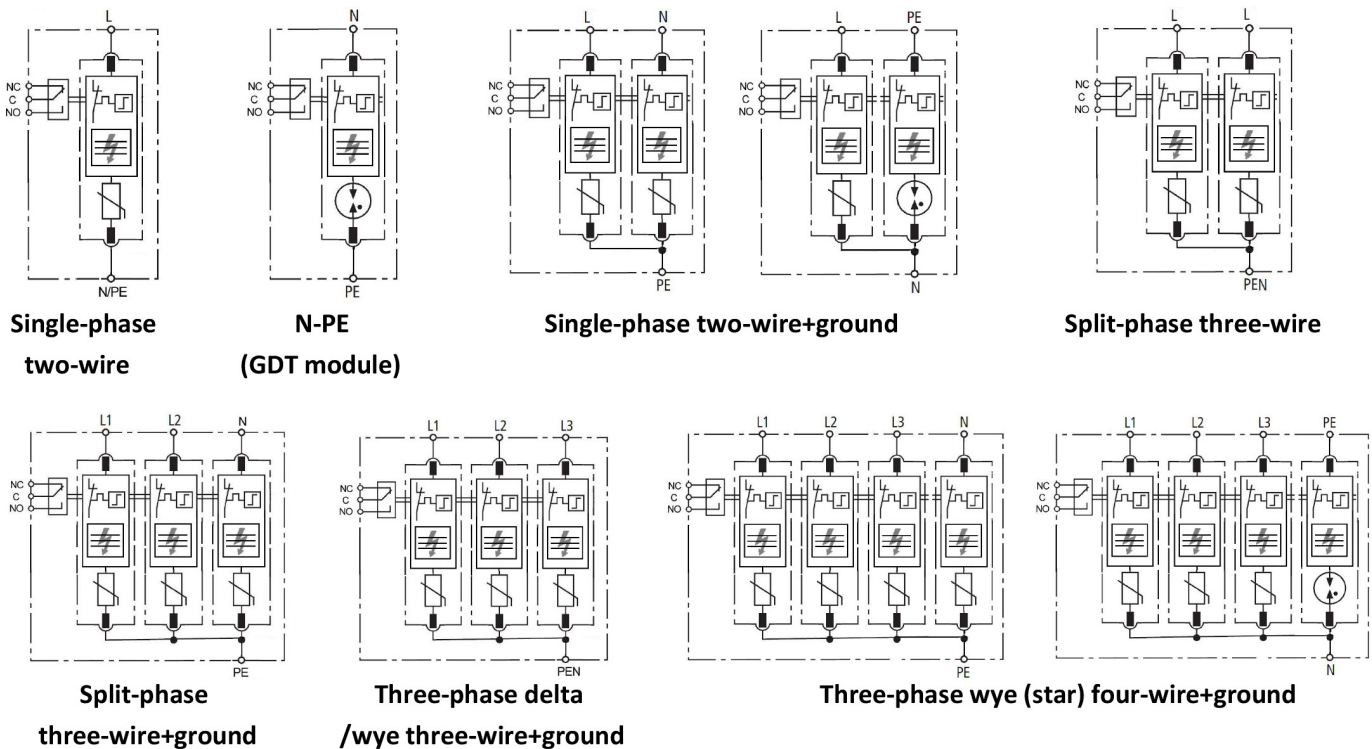 L N L N L PE L L
NC
C
NO
NC
C
NO
NC
C
NO
NC
C
NO
NC
C
NO
N/PE PE PE N PEN
Single-phase
two-wire
N-PE
(GDT module)
Single-phase two-wire+ground
Split-phase three-wire
L1 L2 N L1 L2 L3 L1 L2 L3 N L1 L2 L3 PE
NC
C
NO
NC
C
NO
NC
C
NO
NC
C
NO
PE PEN PE N
Split-phase
three-wire+ground
Three-phase delta
/wye three-wire+ground
Three-phase wye (star) four-wire+ground